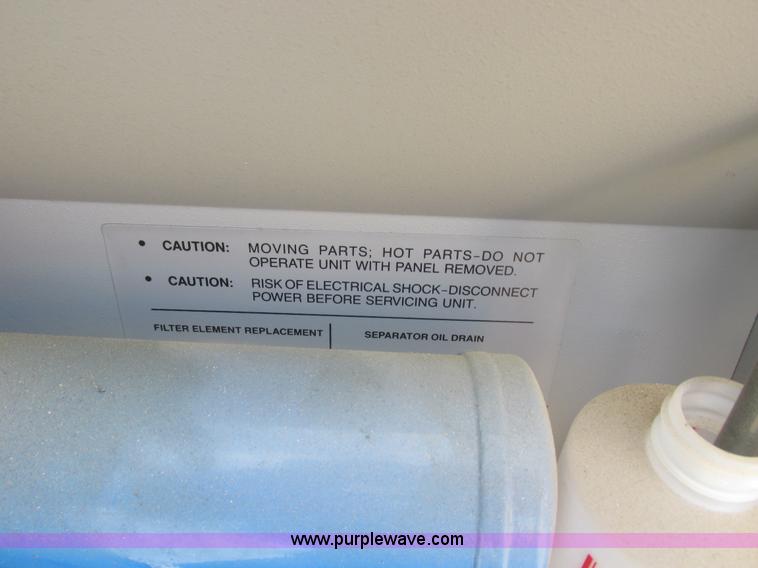 • CAUTION: MOVING PARTS; HOT PARTS-DO NOT
OPERATE UNIT WITH PANEL REMOVED.
• CAUTION: RISK OF ELECTRICAL SHOCK-DISCONNECT
POWER BEFORE SERVICING UNIT.
FILTER ELEMENT REPLACEMENT
SEPARATOR OIL DRAIN
www.purplewave.com